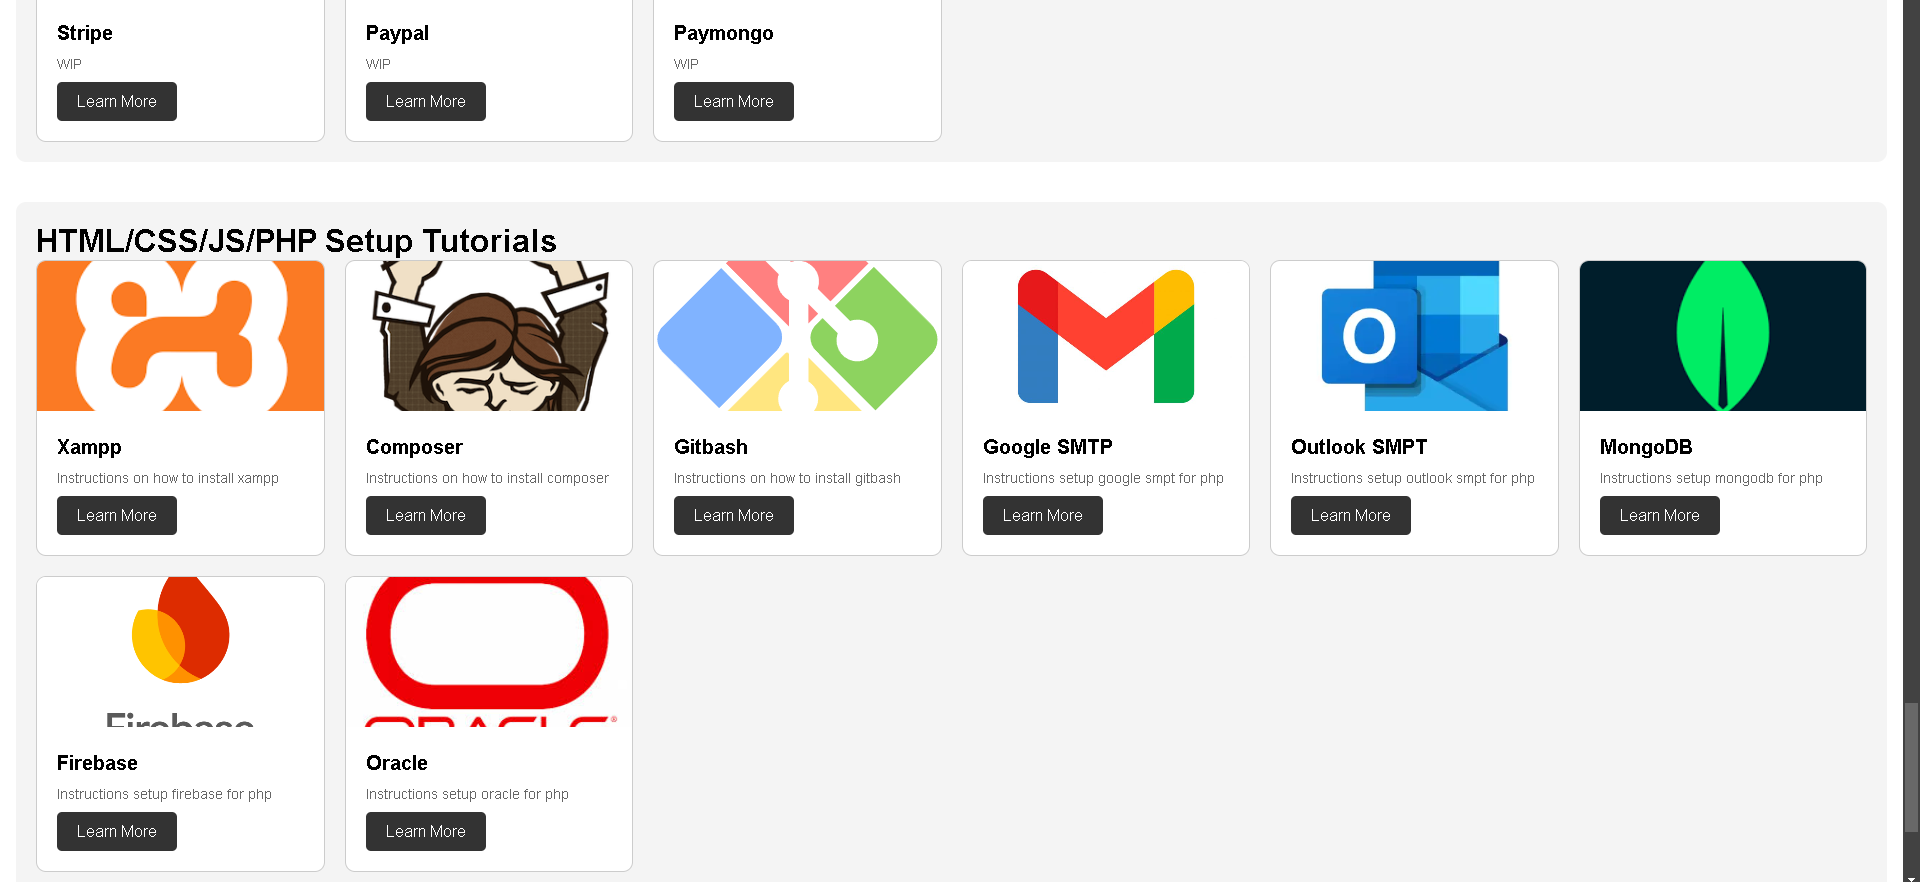 Stripe
WIP
Learn More
Paypal
WIP
Learn More
Paymongo
WIP
Learn More
HTML/CSS/JS/PHP Setup Tutorials
Xampp
Instructions on how to install xampp
Learn More
Composer
Instructions on how to install composer
Learn More
Gitbash
Instructions on how to install gitbash
Learn More
Google SMTP
Instructions setup google smpt for php
Learn More
O
Outlook SMPT
Instructions setup outlook smpt for php
Learn More
MongoDB
Instructions setup mongodb for php
Learn More
Firebase
Firebase
Instructions setup firebase for php
Learn More
ORACLE®
Oracle
Instructions setup oracle for php
Learn More